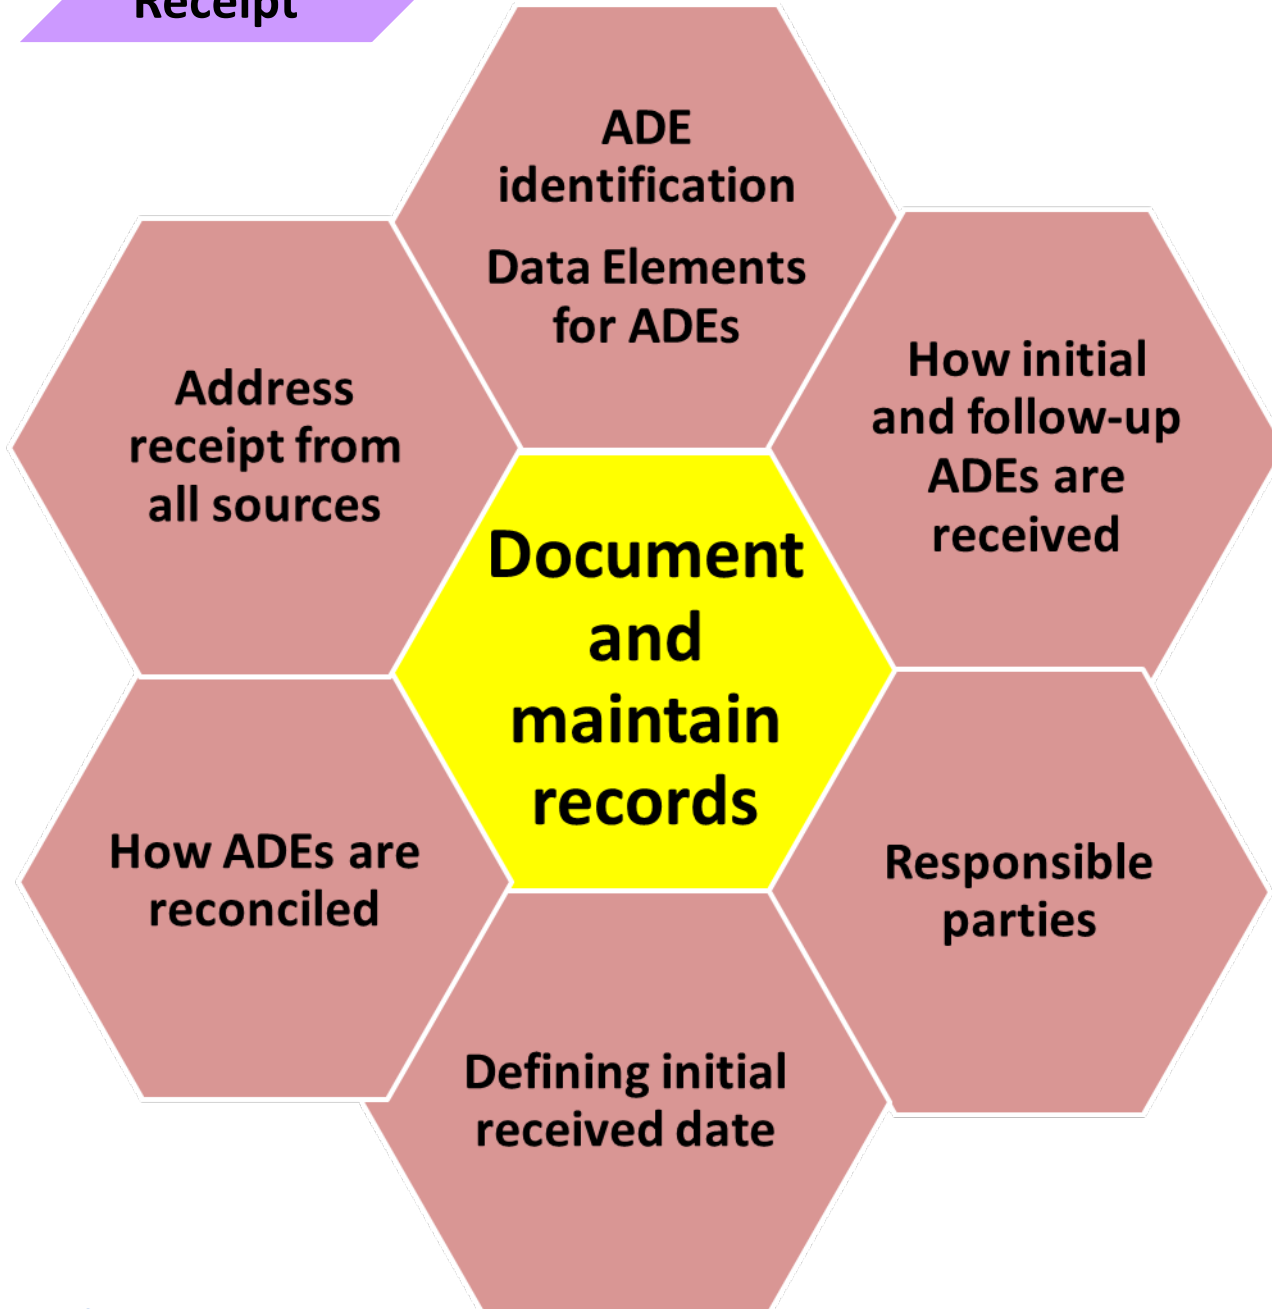 Receipt
ADE
identification
Data Elements
for ADEs
How initial
and follow-up
ADEs are
received
Address
receipt from
all sources
Document
and
maintain
records
How ADEs are
reconciled
Responsible
parties
Defining initial
received date